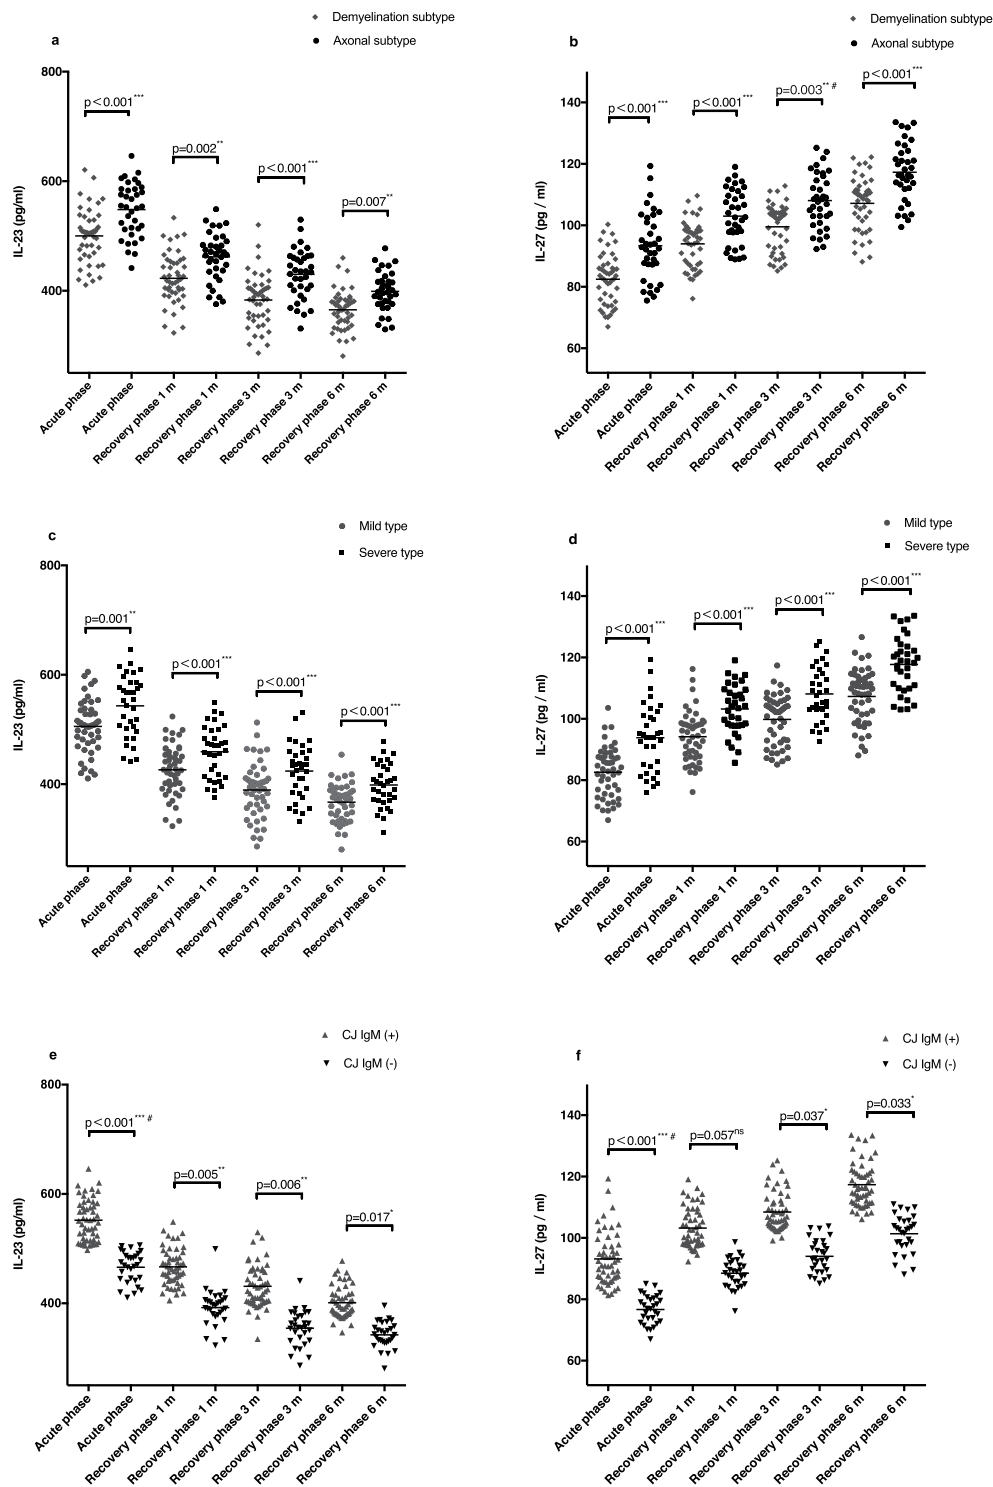 Demyelination subtype
Axonal subtype
a
800
600
400
IL-23 (pg/ml)
p<0.001***
p=0.002**
p<0.001***
p=0.007**
Acute phase
Acute phase
Recovery phase 1 m
Recovery phase 1 m
Recovery phase 3 m
Recovery phase 3 m
Recovery phase 6 m
Recovery phase 6 m
Demyelination subtype
Axonal subtype
b
140
120
100
80
60
IL-27 (pg / ml)
p<0.001***
p<0.001***
p=0.003** #
p<0.001***
Acute phase
Acute phase
Recovery phase 1 m
Recovery phase 1 m
Recovery phase 3 m
Recovery phase 3 m
Recovery phase 6 m
Recovery phase 6 m
Mild type
Severe type
c
800
600
400
IL-23 (pg/ml)
p=0.001**
p<0.001***
p<0.001***
p<0.001***
Acute phase
Acute phase
Recovery phase 1 m
Recovery phase 1 m
Recovery phase 3 m
Recovery phase 3 m
Recovery phase 6 m
Recovery phase 6 m
Mild type
Severe type
d
140
120
100
80
60
IL-27 (pg / ml)
p<0.001***
p<0.001***
p<0.001***
p<0.001***
Acute phase
Acute phase
Recovery phase 1 m
Recovery phase 1 m
Recovery phase 3 m
Recovery phase 3 m
Recovery phase 6 m
Recovery phase 6 m
CJ IgM (+)
CJ IgM (-)
e
800
600
400
IL-23 (pg/ml)
p<0.001*** #
p=0.005**
p=0.006**
p=0.017*
Acute phase
Acute phase
Recovery phase 1 m
Recovery phase 1 m
Recovery phase 3 m
Recovery phase 3 m
Recovery phase 6 m
Recovery phase 6 m
CJ IgM (+)
CJ IgM (-)
f
140
120
100
80
60
IL-27 (pg / ml)
p<0.001*** #
p=0.057ns
p=0.037*
p=0.033*
Acute phase
Acute phase
Recovery phase 1 m
Recovery phase 1 m
Recovery phase 3 m
Recovery phase 3 m
Recovery phase 6 m
Recovery phase 6 m